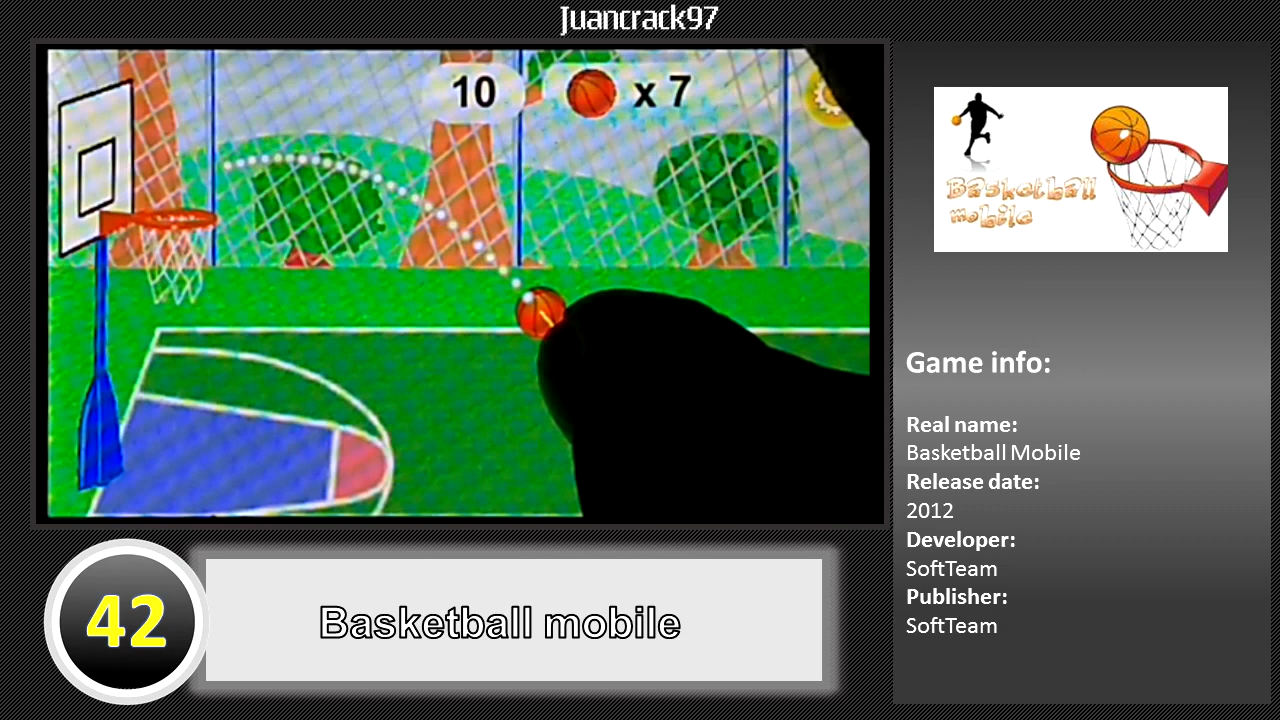 Juancrack97
10
x 7
Basketball
mobile
Game info:
Real name:
Basketball Mobile
Release date:
2012
Developer:
SoftTeam
Publisher:
SoftTeam
42
Basketball mobile